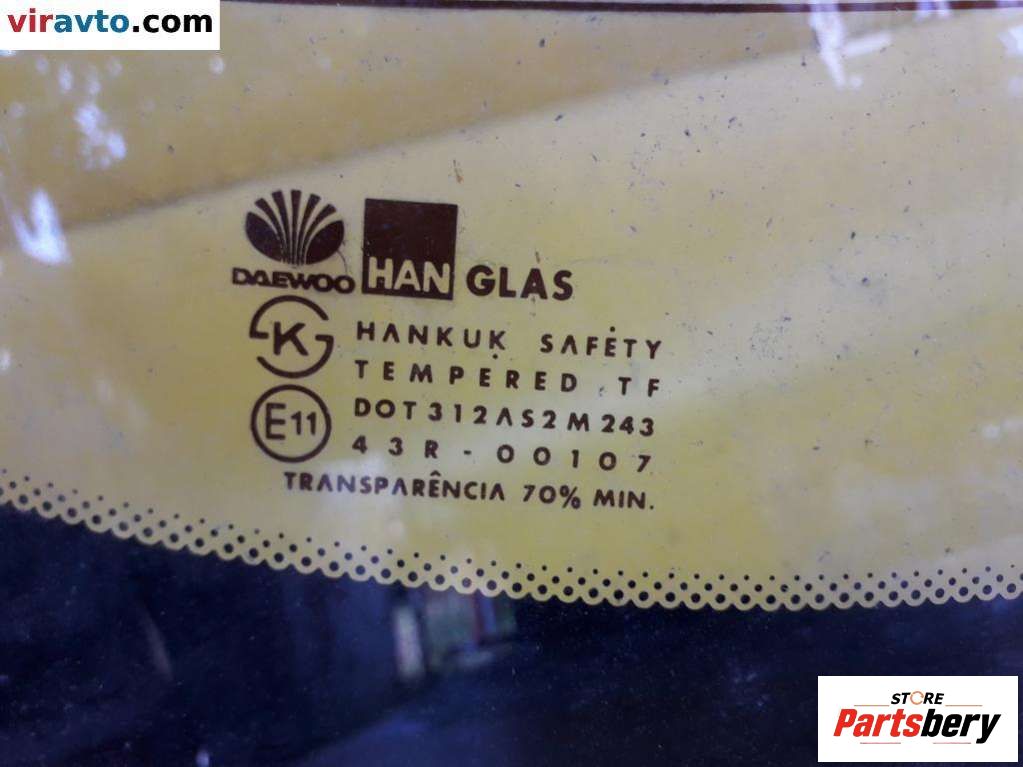 viravto.com
DAEWOO
HAN GLAS
K
HANKUK SAFETY
TEMPERED TF
E11
DOT 312 AS2 M 243
43R-00107
TRANSPARÊNCIA 70% MIN.
STORE
Partsbery